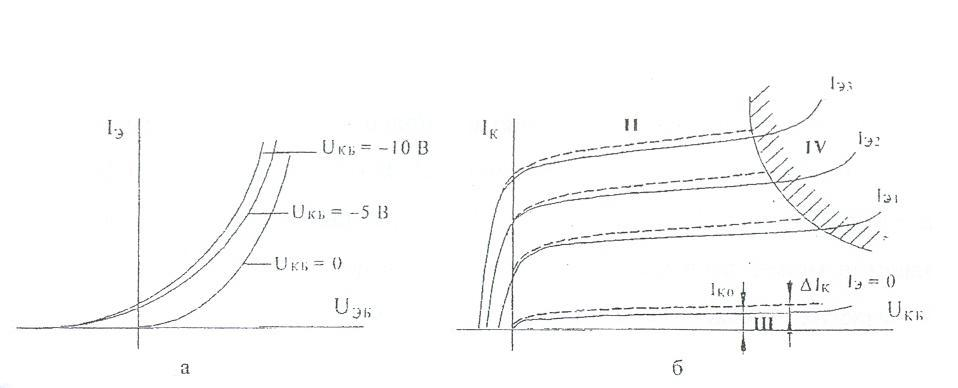 Iэ
UКБ = −10 В
UКБ = −5 В
UКБ = 0
UЭБ
а
IК
II
IЭ3
IV
IЭ2
IЭ1
IК0
ΔIК
IЭ = 0
III
UКБ
б